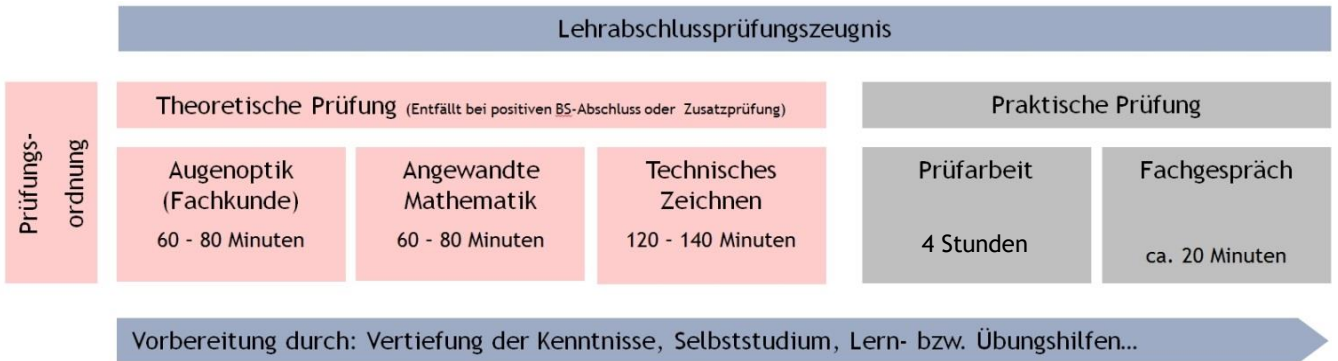 Lehrabschlussprüfungszeugnis
Prüfungs-
ordnung
Theoretische Prüfung (Entfällt bei positiven BS-Abschluss oder Zusatzprüfung)
Augenoptik
(Fachkunde)
60 - 80 Minuten
Angewandte
Mathematik
60 - 80 Minuten
Technisches
Zeichnen
120 - 140 Minuten
Praktische Prüfung
Prüfarbeit
4 Stunden
Fachgespräch
ca. 20 Minuten
Vorbereitung durch: Vertiefung der Kenntnisse, Selbststudium, Lern- bzw. Übungshilfen…